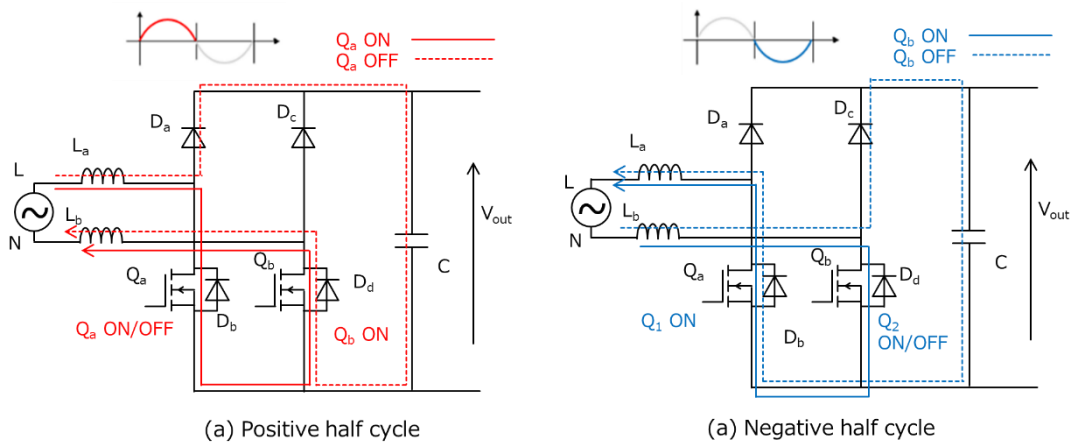 Qa ON
Qa OFF
Da
Dc
La
L
Lb
N
Vout
C
Qa
Qb
Dd
Db
Qa ON/OFF
Qb ON
(a) Positive half cycle
Qb ON
Qb OFF
Da
Dc
La
L
Lb
N
Vout
C
Qa
Qb
Dd
Q1 ON
Q2
ON/OFF
Db
(a) Negative half cycle